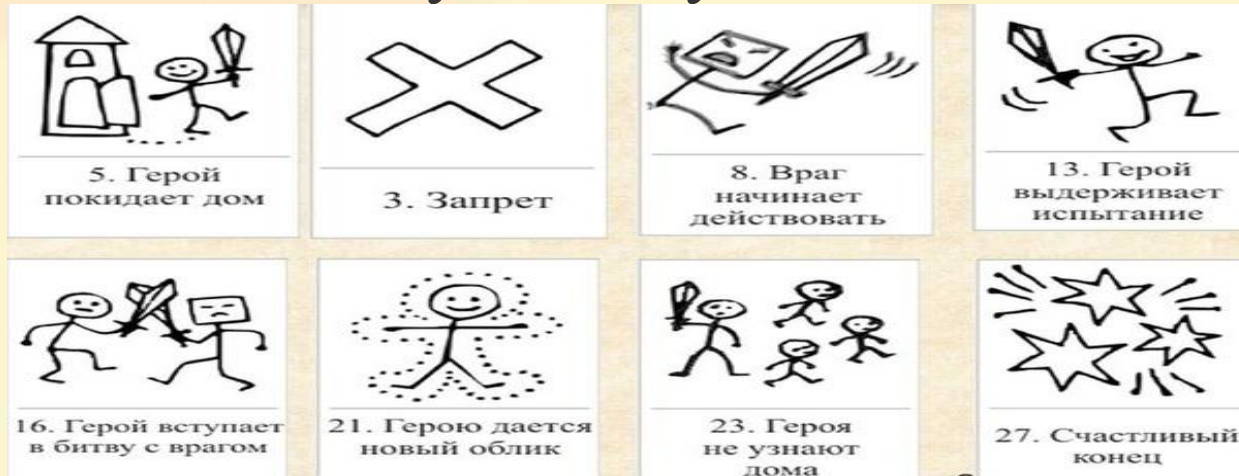 5. Герой
покидает дом
3. Запрет
8. Враг
начинает
действовать
13. Герой
выдерживает
испытание
16. Герой вступает
в битву с врагом
21. Герою дается
новый облик
23. Героя
не узнают
дома
27. Счастливый
конец